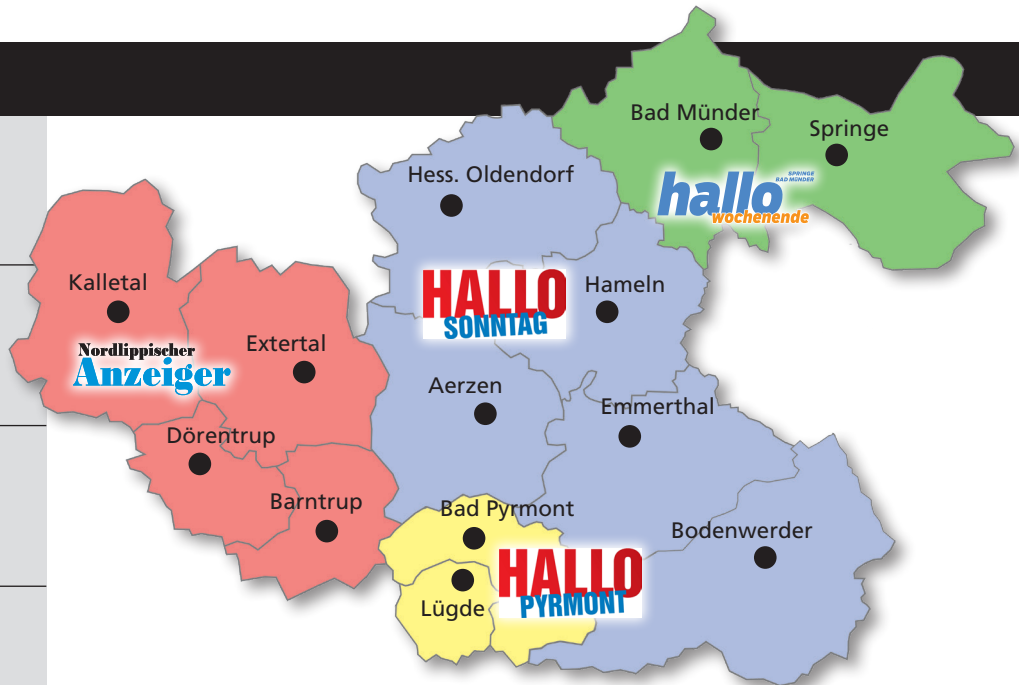 Bad Münder
Springe
Hess. Oldendorf
SPRINGE
BAD MÜNDER
hallo
wochenende
Kalletal
HALLO
SONNTAG
Hameln
Nordlippischer
Anzeiger
Extertal
Aerzen
Emmerthal
Dörentrup
Barntrup
Bad Pyrmont
Bodenwerder
HALLO
PYRMONT
Lügde